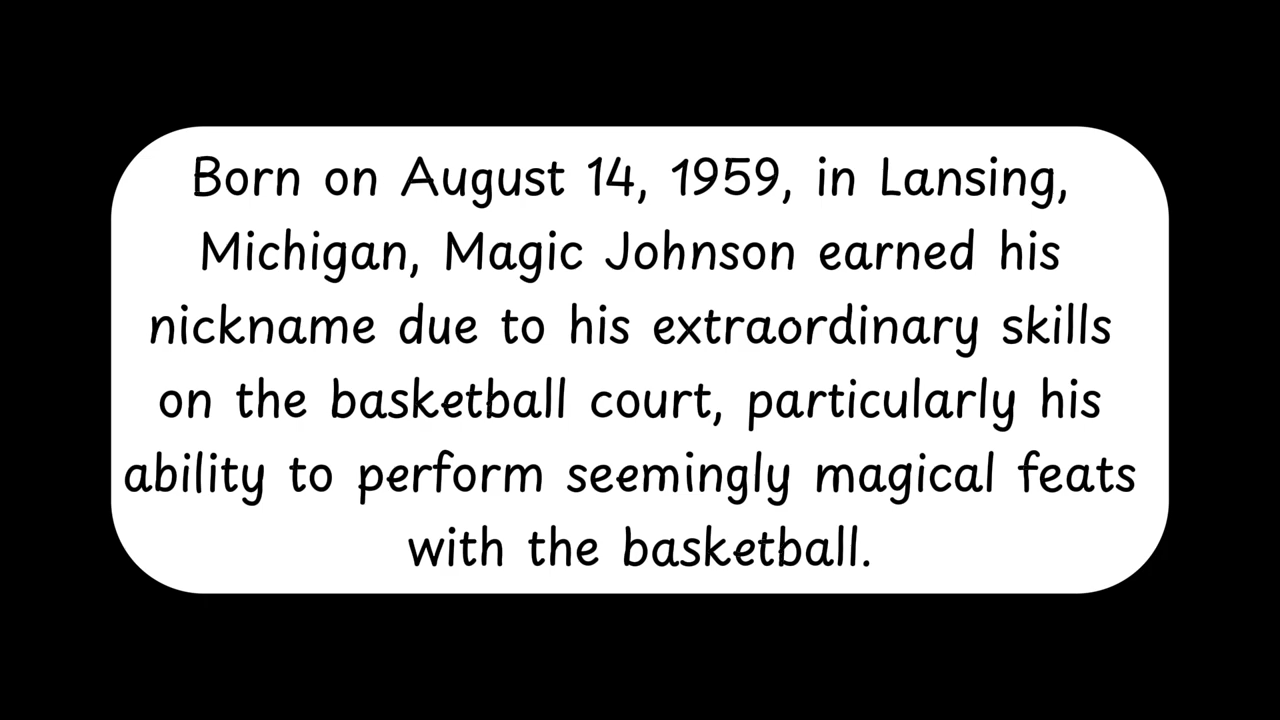 Born on August 14, 1959, in Lansing,
Michigan, Magic Johnson earned his
nickname due to his extraordinary skills
on the basketball court, particularly his
ability to perform seemingly magical feats
with the basketball.